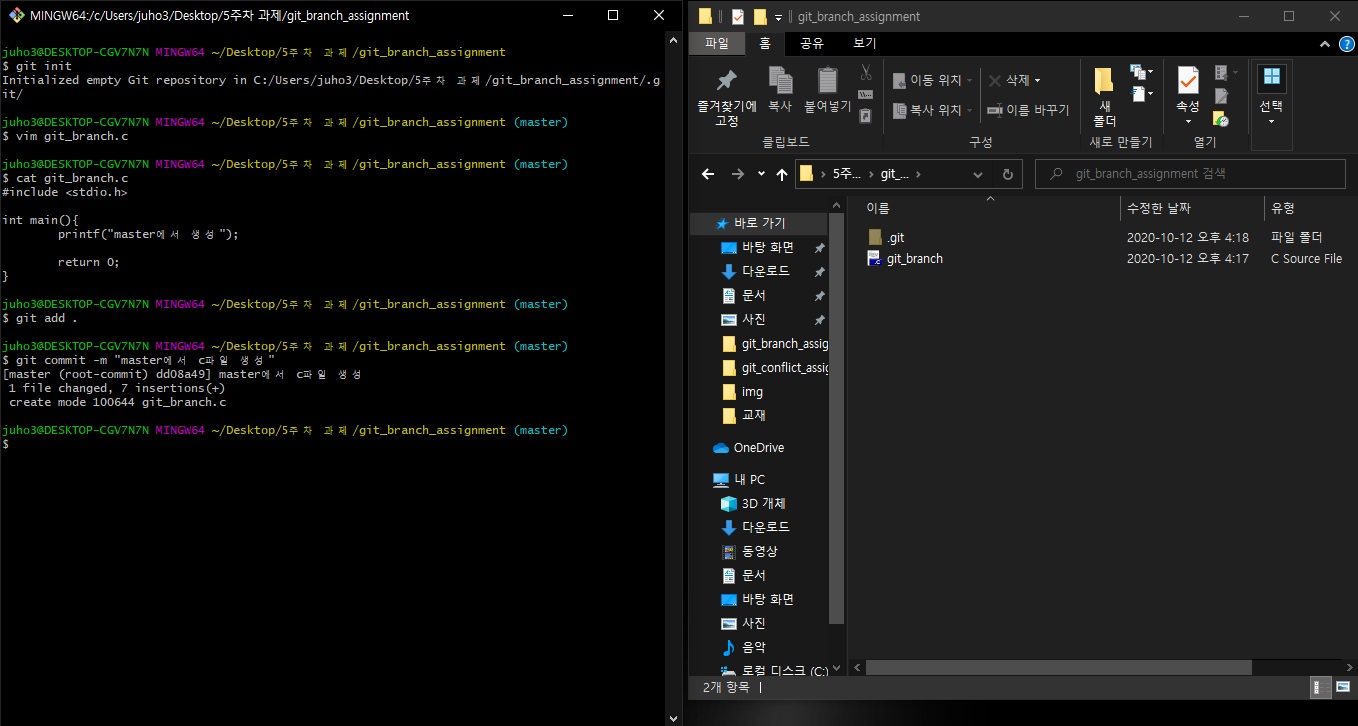 MINGW64:/c/Users/juho3/Desktop/5주차 과제/git_branch_assignment
juho3@DESKTOP-CGV7N7N MINGW64 ~/Desktop/5주차 과제/git_branch_assignment
$ git init
Initialized empty Git repository in C:/Users/juho3/Desktop/5주차 과제/git_branch_assignment/.g
it/
juho3@DESKTOP-CGV7N7N MINGW64 ~/Desktop/5주차 과제/git_branch_assignment (master)
$ vim git_branch.c
juho3@DESKTOP-CGV7N7N MINGW64 ~/Desktop/5주차 과제/git_branch_assignment (master)
$ cat git_branch.c
#include <stdio.h>
int main(){
printf("master에서 생성");
return 0;
}
juho3@DESKTOP-CGV7N7N MINGW64 ~/Desktop/5주차 과제/git_branch_assignment (master)
$ git add .
juho3@DESKTOP-CGV7N7N MINGW64 ~/Desktop/5주차 과제/git_branch_assignment (master)
$ git commit -m "master에서 c파일 생성"
[master (root-commit) dd08a49] master에서 c파일 생성
1 file changed, 7 insertions(+)
create mode 100644 git_branch.c
juho3@DESKTOP-CGV7N7N MINGW64 ~/Desktop/5주차 과제/git_branch_assignment (master)
$
git_branch_assignment
파일 홈 공유 보기
즐겨찾기에 고정
복사
붙여넣기
클립보드
이동 위치
복사 위치
삭제
이름 바꾸기
구성
새 폴더
새로 만들기
속성
열기
선택
5주... git_...
git_branch_assignment 검색
이름 수정한 날짜 유형
.git 2020-10-12 오후 4:18 파일 폴더
git_branch 2020-10-12 오후 4:17 C Source File
바로 가기
바탕 화면
다운로드
문서
사진
git_branch_assig
git_conflict_assig
img
교재
OneDrive
내 PC
3D 개체
다운로드
동영상
문서
바탕 화면
사진
음악
로컬 디스크 (C:)
2개 항목